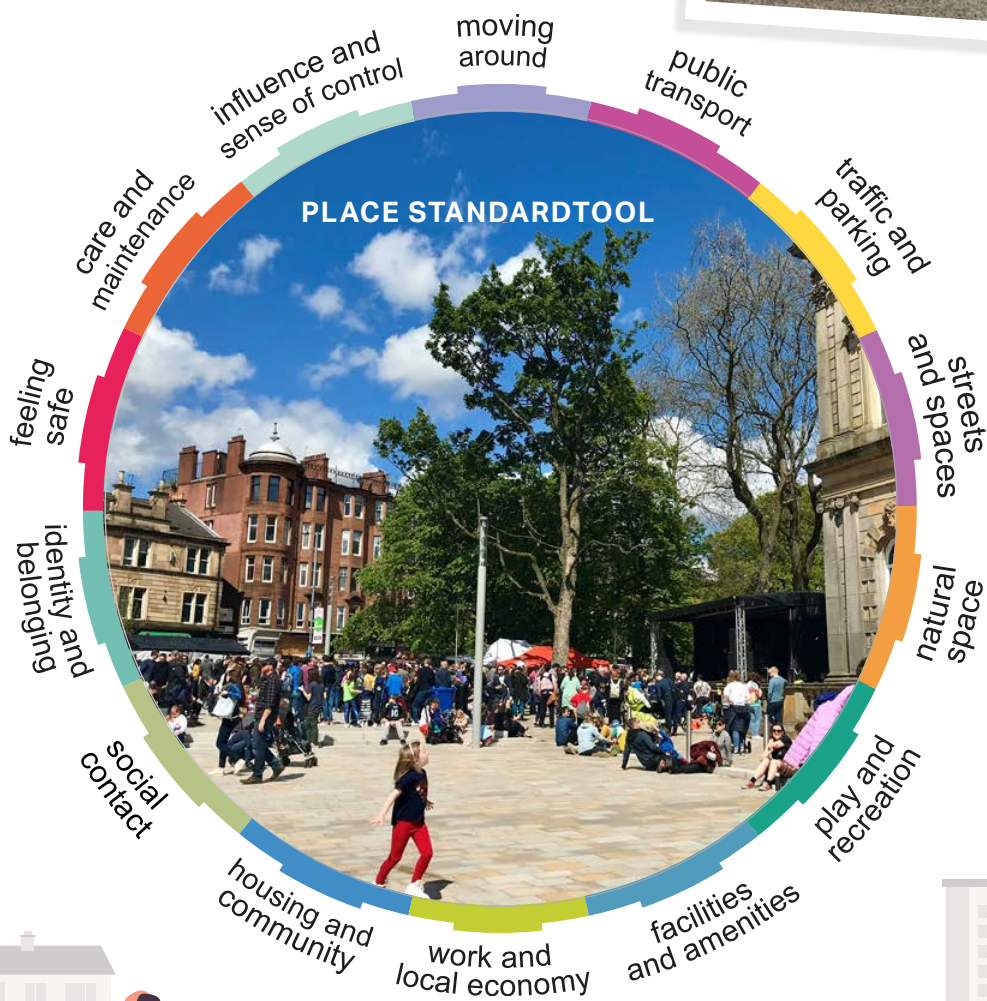 moving
around
public
transport
traffic and
parking
streets
and spaces
natural
space
play and
recreation
facilities
and amenities
work and
local economy
housing and
community
social
contact
identity and
belonging
feeling
safe
care and
maintenance
influence and
sense of control
PLACE STANDARDTOOL